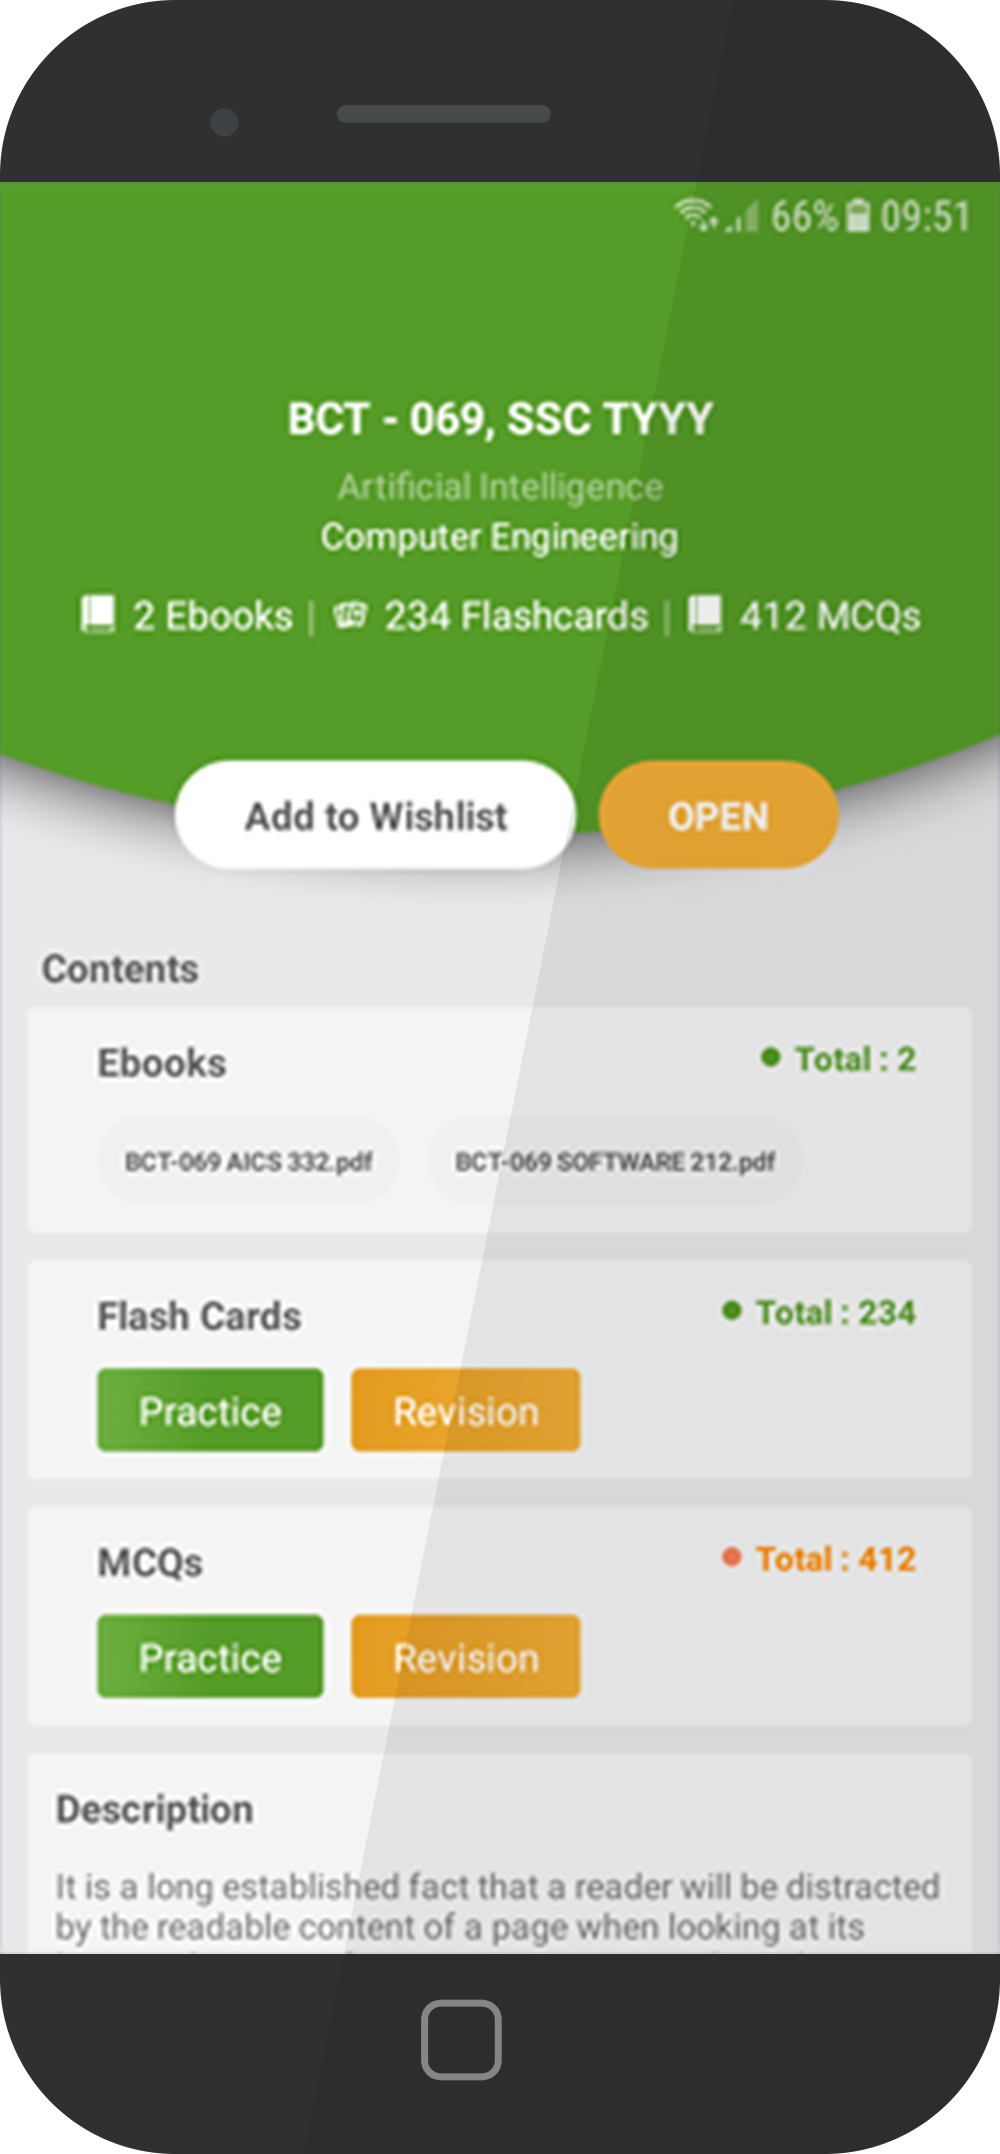 66% 09:51
BCT - 069, SSC TYYY
Artificial Intelligence
Computer Engineering
2 Ebooks | 234 Flashcards | 412 MCQs
Add to Wishlist OPEN
Contents
Ebooks Total : 2
BCT-069 AICS 332.pdf BCT-069 SOFTWARE 212.pdf
Flash Cards Total : 234
Practice Revision
MCQs Total : 412
Practice Revision
Description
It is a long established fact that a reader will be distracted
by the readable content of a page when looking at its